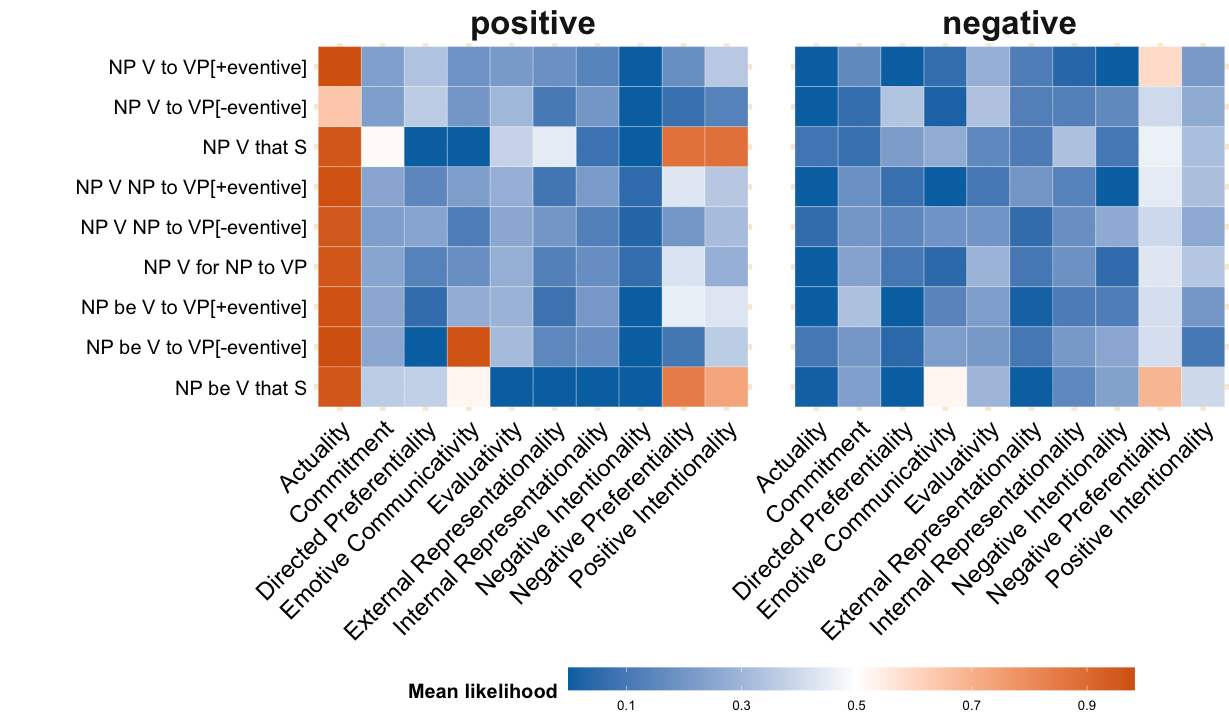 positive
negative
NP V to VP[+eventive]
NP V to VP[-eventive]
NP V that S
NP V NP to VP[+eventive]
NP V NP to VP[-eventive]
NP V for NP to VP
NP be V to VP[+eventive]
NP be V to VP[-eventive]
NP be V that S
Actuality
Commitment
Directed Preferentiality
Emotive Communicativity
Evaluativity
External Representationality
Internal Representationality
Negative Intentionality
Negative Preferentiality
Positive Intentionality
Actuality
Commitment
Directed Preferentiality
Emotive Communicativity
Evaluativity
External Representationality
Internal Representationality
Negative Intentionality
Negative Preferentiality
Positive Intentionality
Mean likelihood
0.1 0.3 0.5 0.7 0.9